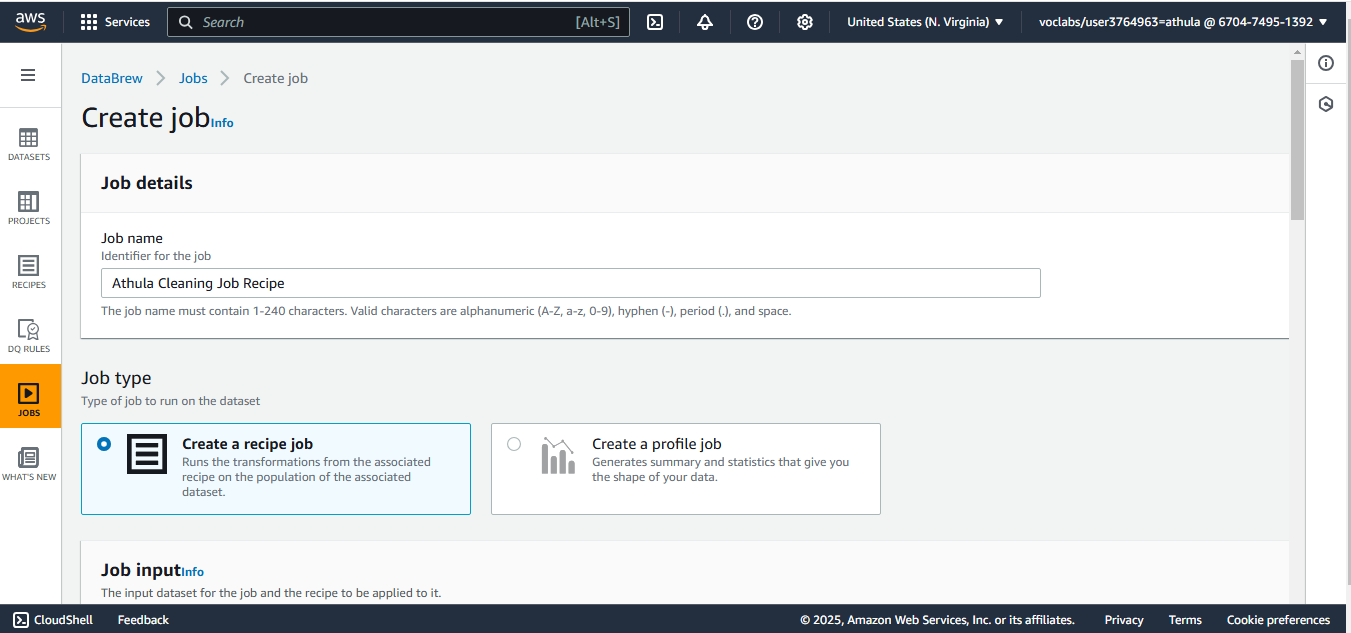 aws
Services
Search
[Alt+S]
United States (N. Virginia)
voclabs/user3764963=athula @ 6704-7495-1392
DataBrew
Jobs
Create job
Create job Info
DATASETS
PROJECTS
RECIPES
DQ RULES
JOBS
WHAT'S NEW
Job details
Job name
Identifier for the job
Athula Cleaning Job Recipe
The job name must contain 1-240 characters. Valid characters are alphanumeric (A-Z, a-z, 0-9), hyphen (-), period (.), and space.
Job type
Type of job to run on the dataset
Create a recipe job
Runs the transformations from the associated
recipe on the population of the associated
dataset.
Create a profile job
Generates summary and statistics that give you
the shape of your data.
Job input Info
The input dataset for the job and the recipe to be applied to it.
CloudShell
Feedback
© 2025, Amazon Web Services, Inc. or its affiliates.
Privacy
Terms
Cookie preferences